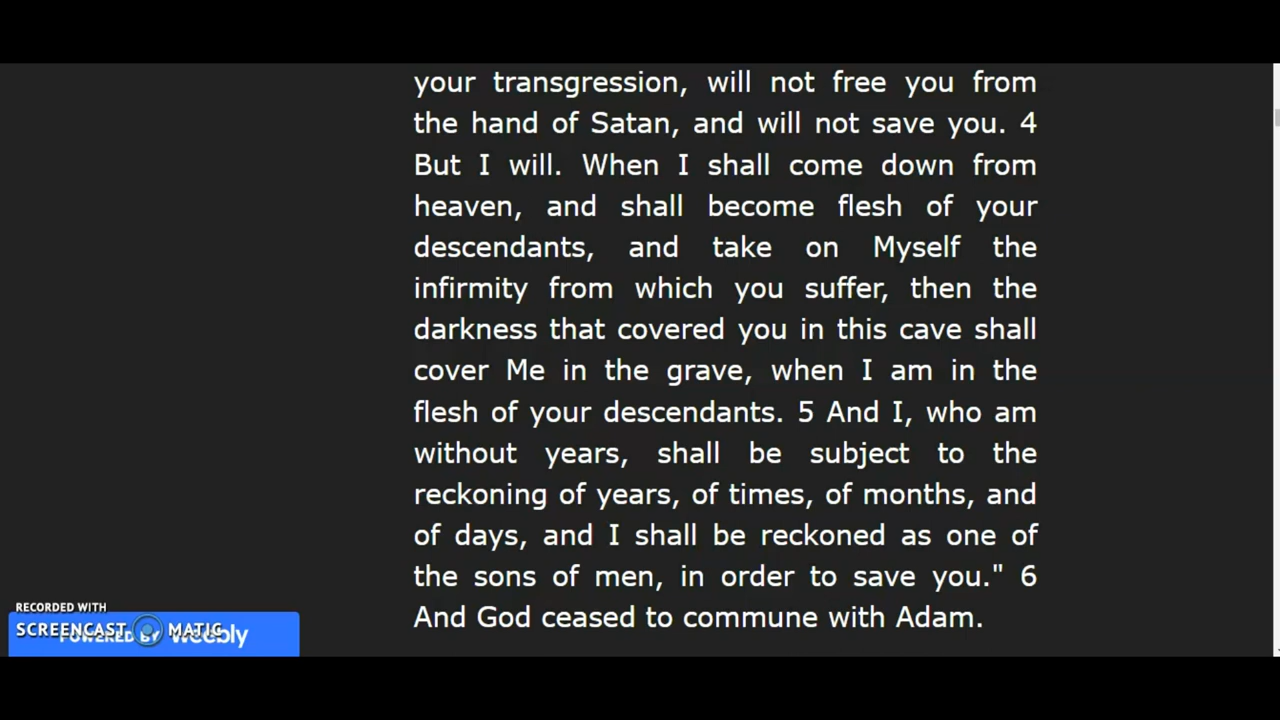 your transgression, will not free you from
the hand of Satan, and will not save you. 4
But I will. When I shall come down from
heaven, and shall become flesh of your
descendants, and take on Myself the
infirmity from which you suffer, then the
darkness that covered you in this cave shall
cover Me in the grave, when I am in the
flesh of your descendants. 5 And I, who am
without years, shall be subject to the
reckoning of years, of times, of months, and
of days, and I shall be reckoned as one of
the sons of men, in order to save you." 6
And God ceased to commune with Adam.
RECORDED WITH
SCREENCAST MATIC
POWERED BY weebly